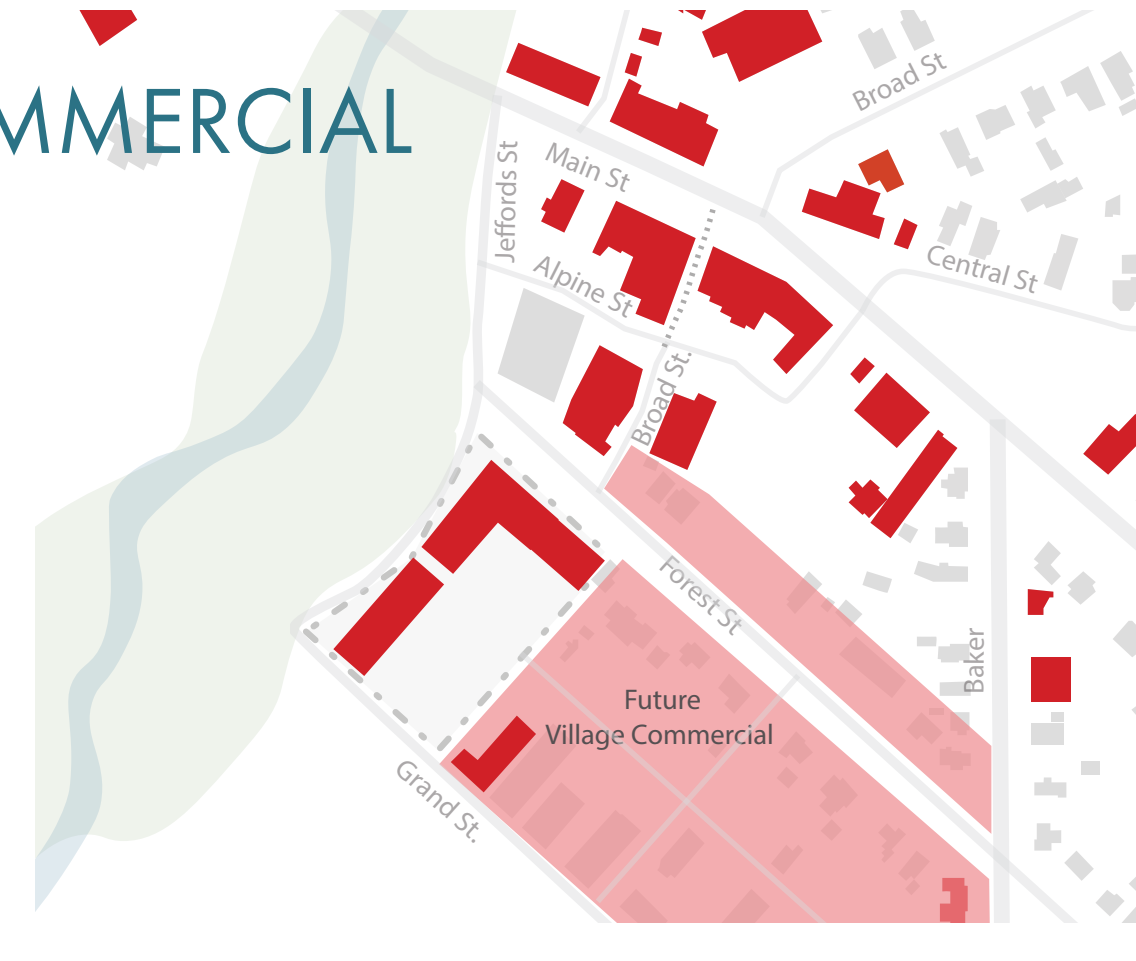 MMERCIAL
Broad St
Main St
Jeffords St
Central St
Alpine St
Broad St.
Forest St
Baker
Future
Village Commercial
Grand St.